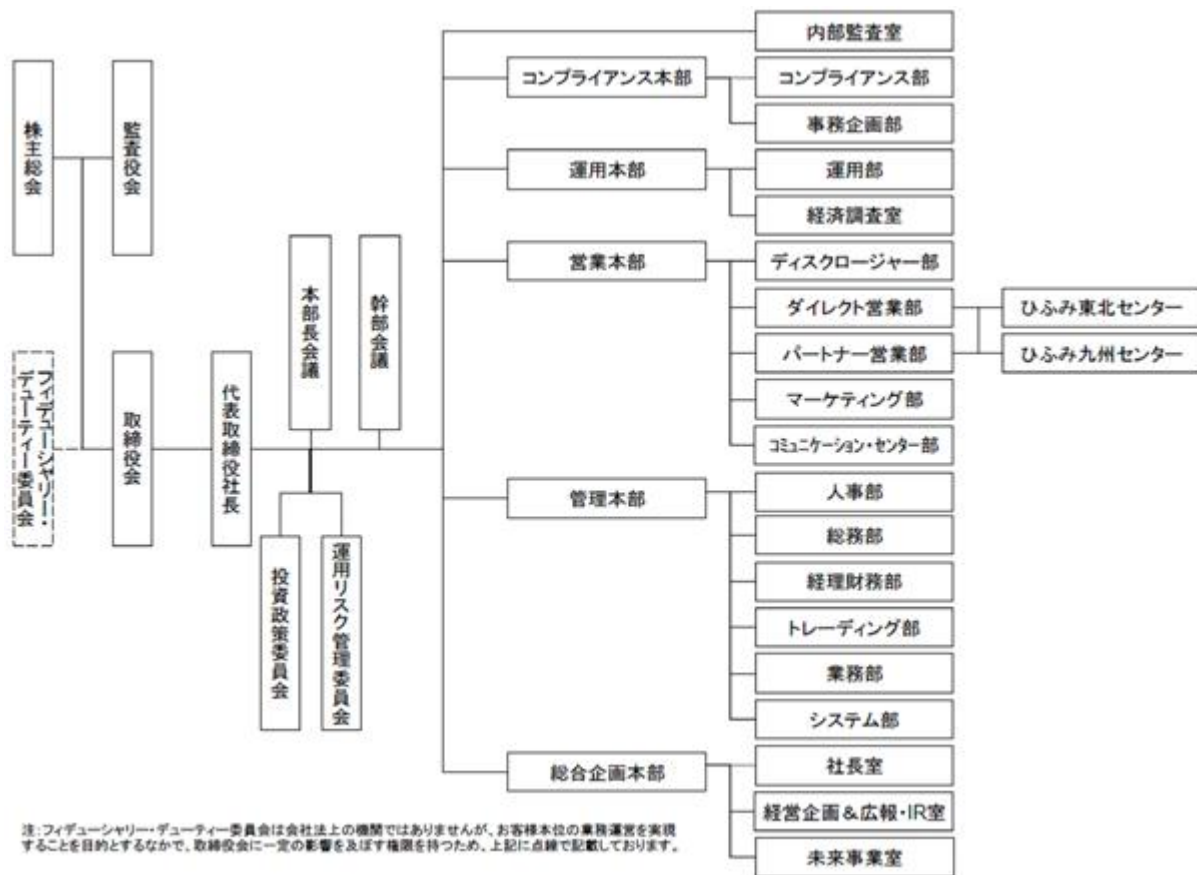 株主総会
監査役会
フィデューシャリー・
デューティー委員会
取締役会
代表取締役社長
本部長会議
幹部会議
投資政策委員会
運用リスク管理委員会
内部監査室
コンプライアンス本部
コンプライアンス部
事務企画部
運用本部
運用部
経済調査室
営業本部
ディスクロージャー部
ダイレクト営業部
ひふみ東北センター
パートナー営業部
ひふみ九州センター
マーケティング部
コミュニケーション・センター部
管理本部
人事部
総務部
経理財務部
トレーディング部
業務部
システム部
総合企画本部
社長室
経営企画&広報・IR室
未来事業室
注:フィデューシャリー・デューティー委員会は会社法上の機関ではありませんが、お客様本位の業務運営を実現
することを目的とするなかで、取締役会に一定の影響を及ぼす権限を持つため、上記に点線で記載しております。